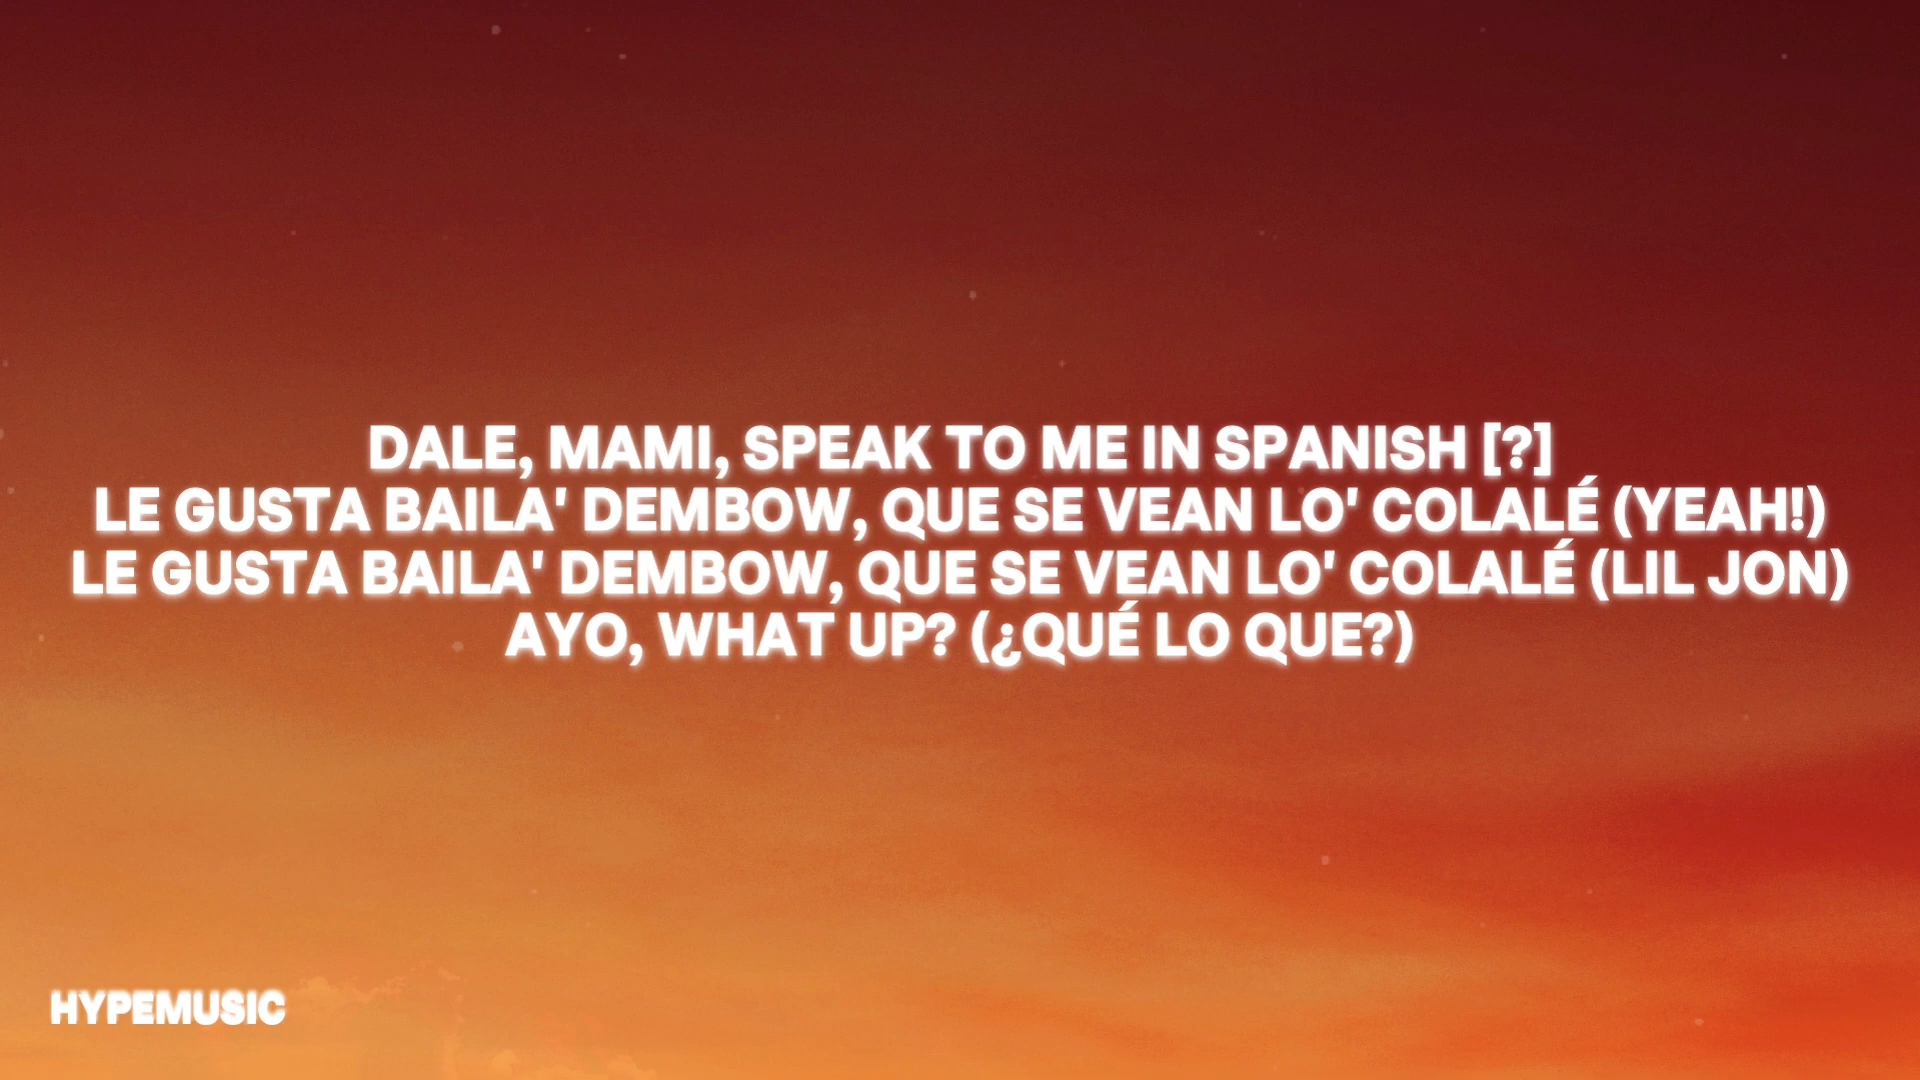 DALE, MAMI, SPEAK TO ME IN SPANISH [?]
LE GUSTA BAILA' DEMBOW, QUE SE VEAN LO' COLALÉ (YEAH!)
LE GUSTA BAILA' DEMBOW, QUE SE VEAN LO' COLALÉ (LIL JON)
AYO, WHAT UP? (¿QUÉ LO QUE?)
HYPEMUSIC